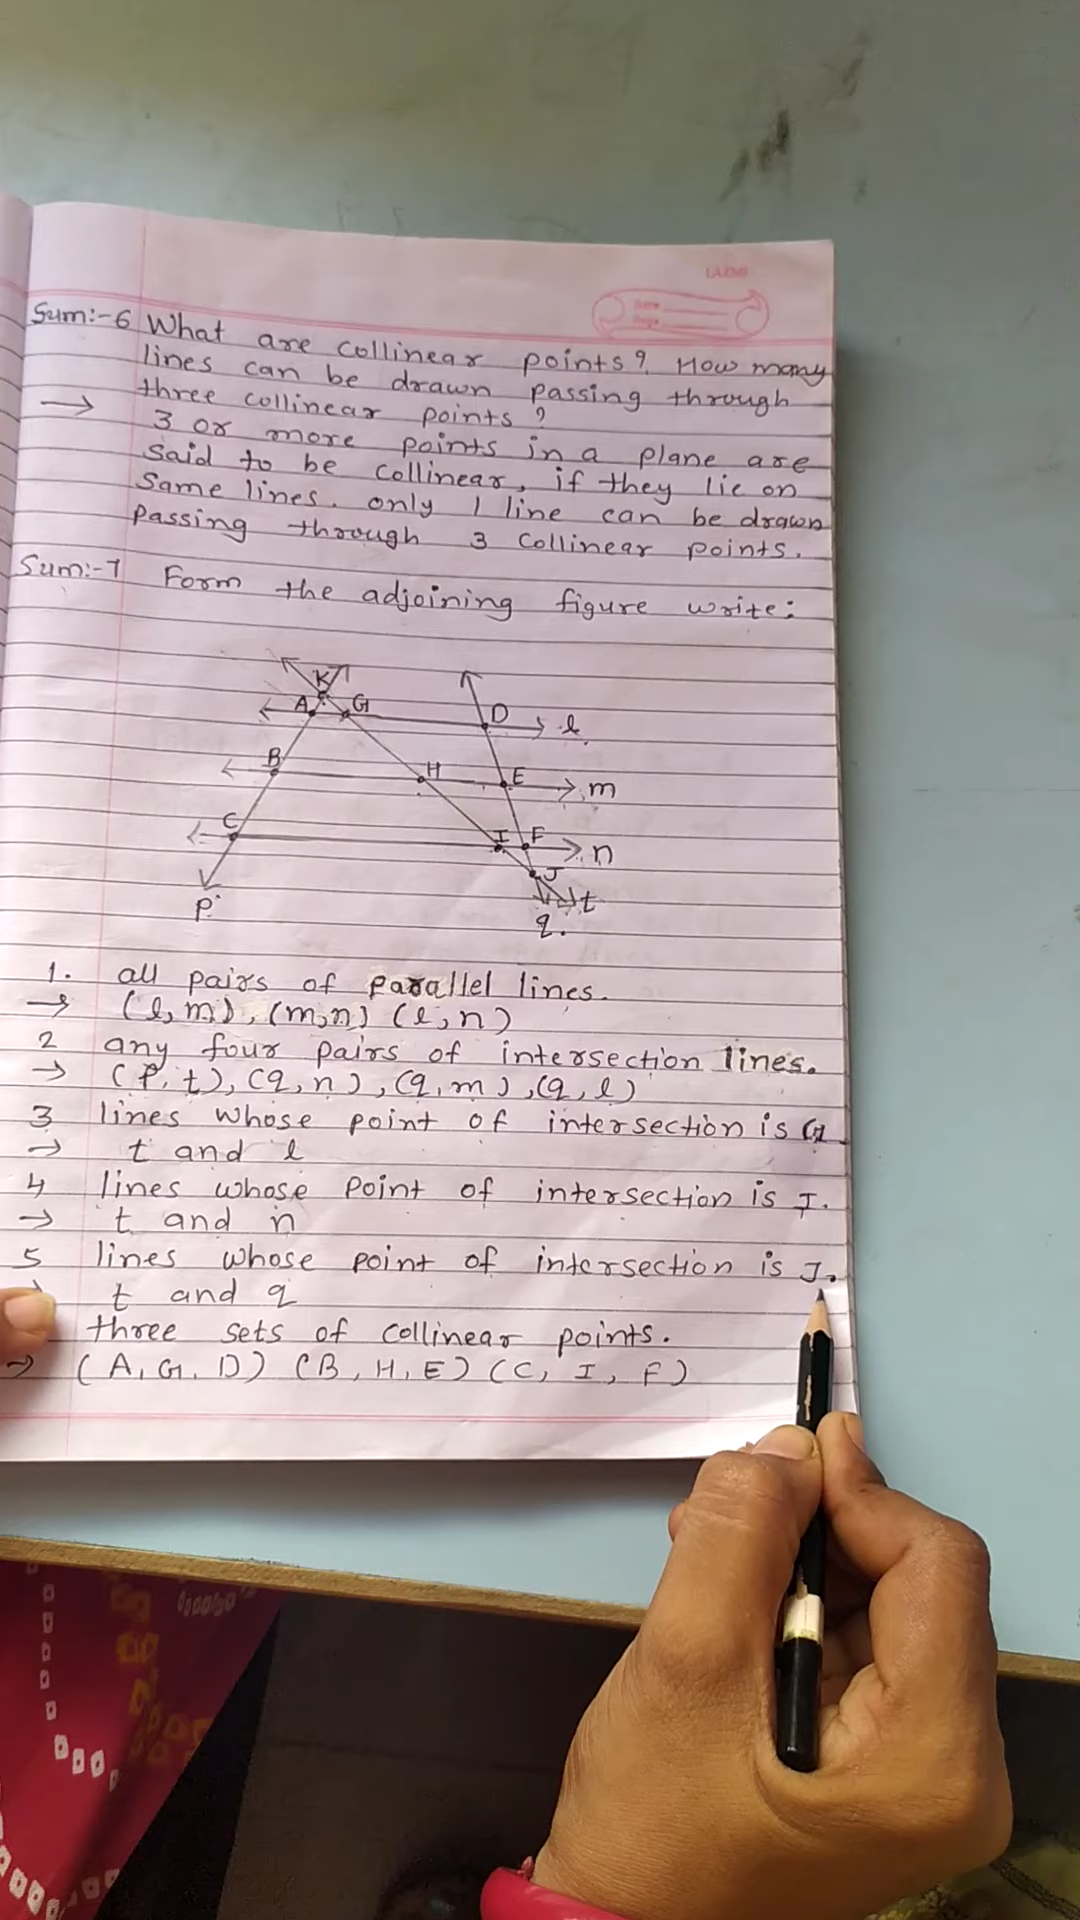 LAXMI
Date
Page
Sum:-6 What are collinear points? How many
lines can be drawn passing through
three collinear points?
→ 3 or more points in a plane are
said to be collinear, if they lie on
same lines. only 1 line can be drawn
passing through 3 collinear points.
Sum:-7 Form the adjoining figure write:
K
A G D l
B H E m
C I F n
J
P t
q.
1. all pairs of parallel lines.
→ (l, m), (m, n) (l, n)
2 any four pairs of intersection lines.
→ (P, t), (q, n), (q, m), (q, l)
3 lines whose point of intersection is G.
→ t and l
4 lines whose point of intersection is I.
→ t and n
5 lines whose point of intersection is J.
t and q
three sets of collinear points.
→ (A, G, D) (B, H, E) (C, I, F)